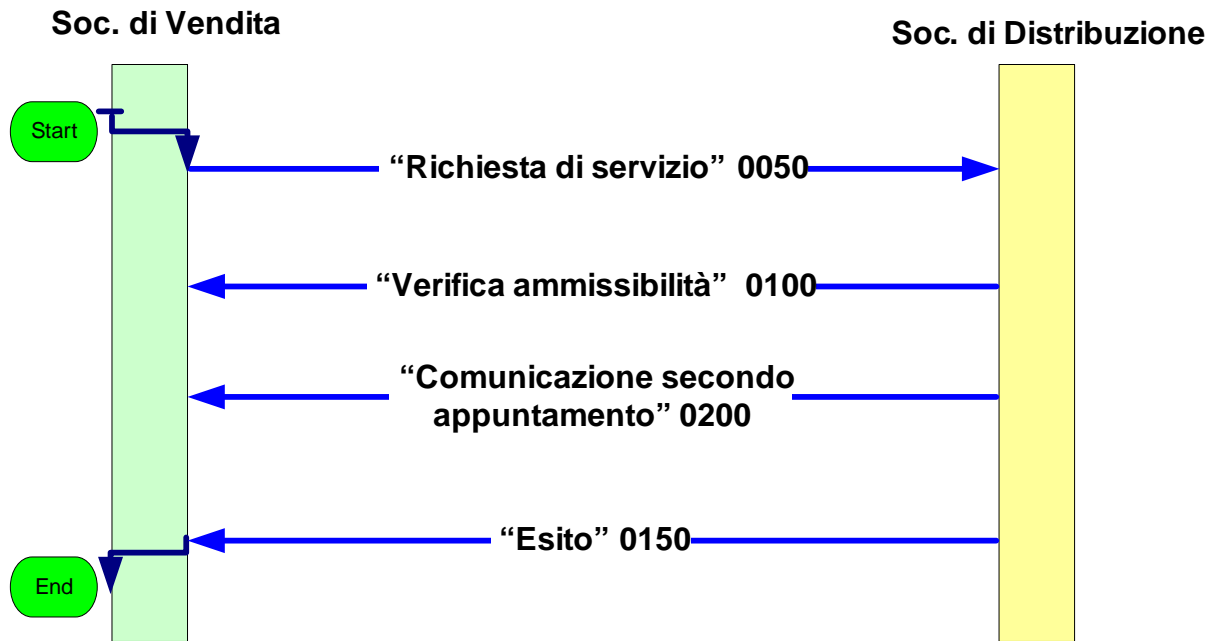 Soc. di Vendita
Soc. di Distribuzione
Start
“Richiesta di servizio” 0050
“Verifica ammissibilità” 0100
“Comunicazione secondo
appuntamento” 0200
“Esito” 0150
End